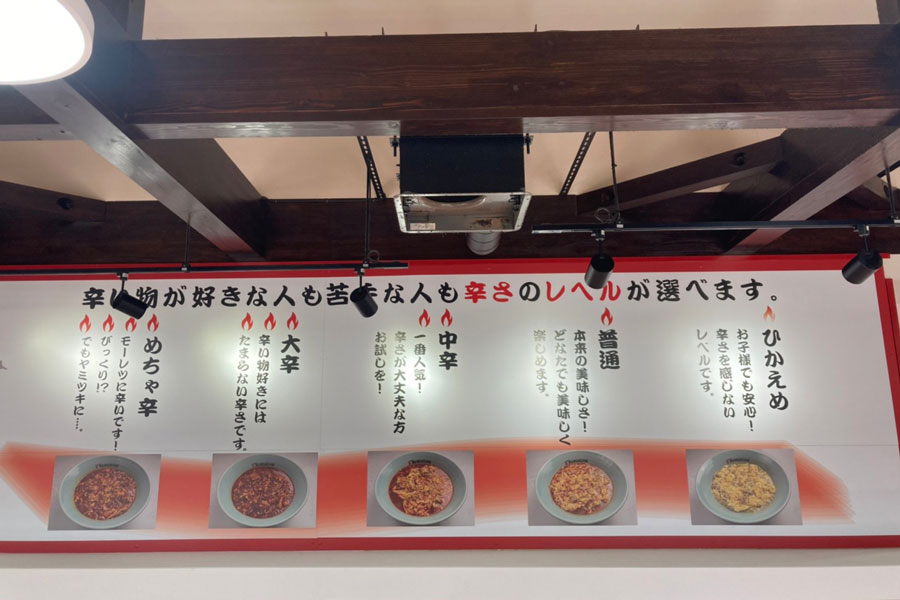 辛い物が好きな人も苦手な人も辛さのレベルが選べます。
ひかえめ
お子様でも安心!
辛さを感じない
レベルです。
普通
本来の美味しさ!
どなたでも美味しく
楽しめます。
中辛
一番人気!
辛さが大丈夫な方
お試しを!
大辛
辛い物好きには
たまらない辛さです。
めちゃ辛
モーレツに辛いです!
びっくり!?
でもヤミツキに…。